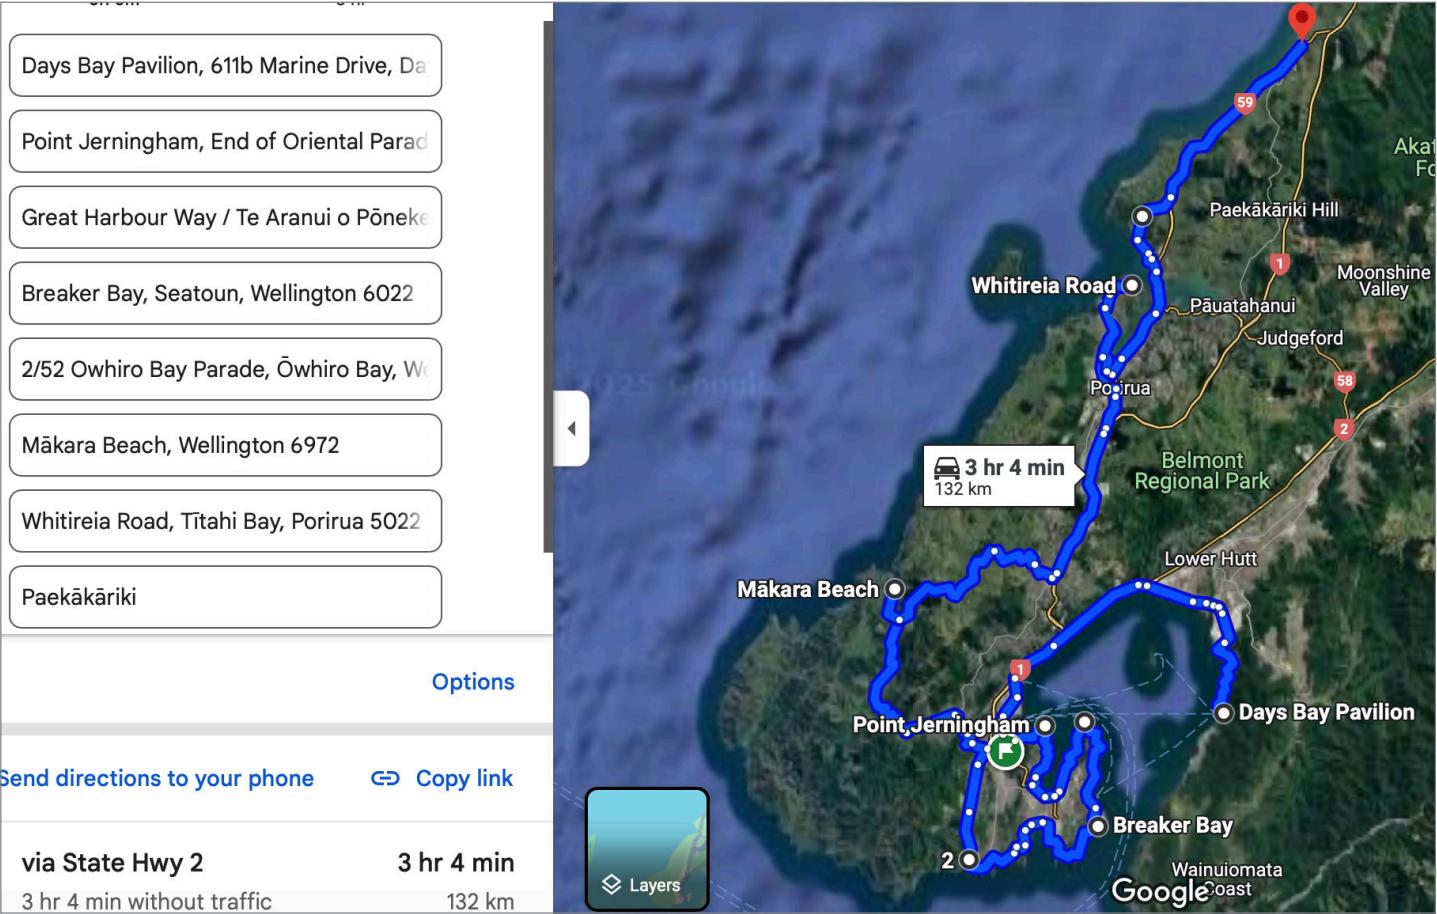 Days Bay Pavilion, 611b Marine Drive, Da
Point Jerningham, End of Oriental Parad
Great Harbour Way / Te Aranui o Pōneke
Breaker Bay, Seatoun, Wellington 6022
2/52 Owhiro Bay Parade, Ōwhiro Bay, We
Mākara Beach, Wellington 6972
Whitireia Road, Tītahi Bay, Porirua 5022
Paekākāriki
Options
Send directions to your phone
Copy link
via State Hwy 2
3 hr 4 min
3 hr 4 min without traffic
132 km
59
Akat
Fo
Paekākāriki Hill
1
Moonshine
Valley
Whitireia Road
Pāuatahanui
Judgeford
58
Porirua
2
3 hr 4 min
132 km
Belmont
Regional Park
Lower Hutt
Mākara Beach
1
Days Bay Pavilion
Point Jerningham
Breaker Bay
2
Wainuiomata
Coast
Google
Layers